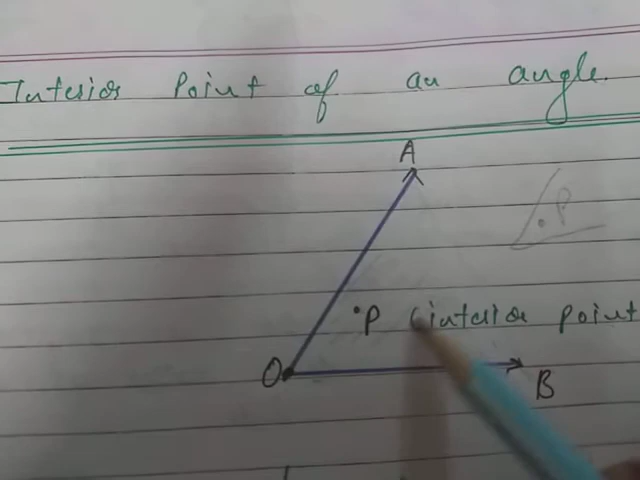 Interior Point of an angle.
A
.P
.P (interior point
O
B